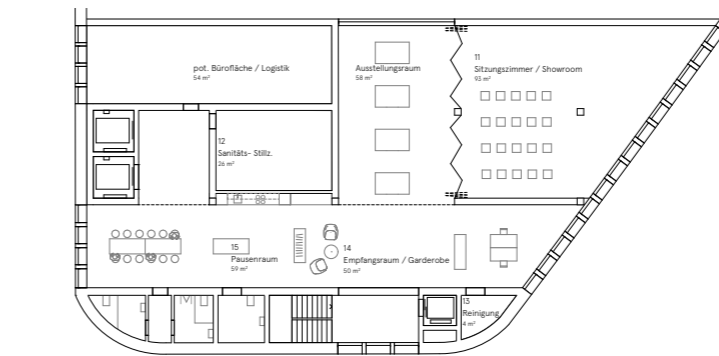 pot. Bürofläche / Logistik
54 m²
Ausstellungsraum
58 m²
11
Sitzungszimmer / Showroom
93 m²
12
Sanitäts- Stillz.
26 m²
15
Pausenraum
59 m²
14
Empfangsraum / Garderobe
50 m²
13
Reinigung
4 m²